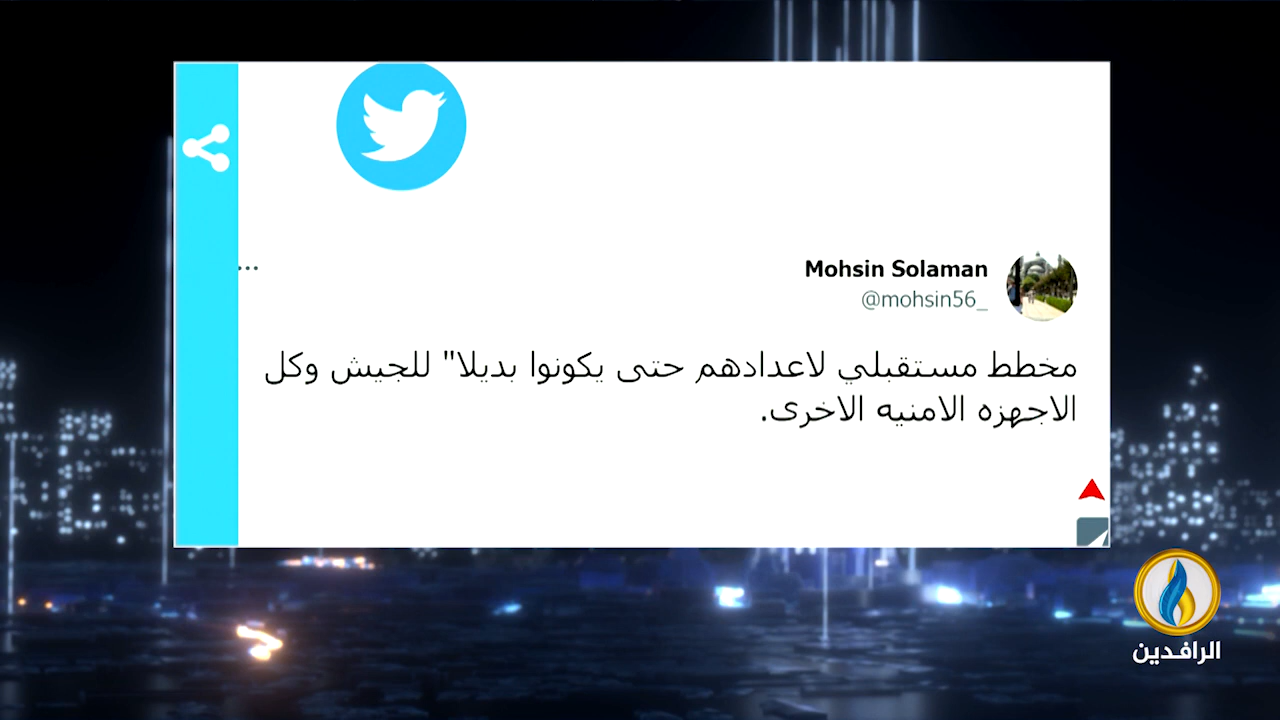 Mohsin Solaman
@mohsin56_
مخطط مستقبلي لاعدادهم حتى يكونوا بديلا" للجيش وكل
الاجهزه الامنيه الاخرى.
الرافدين